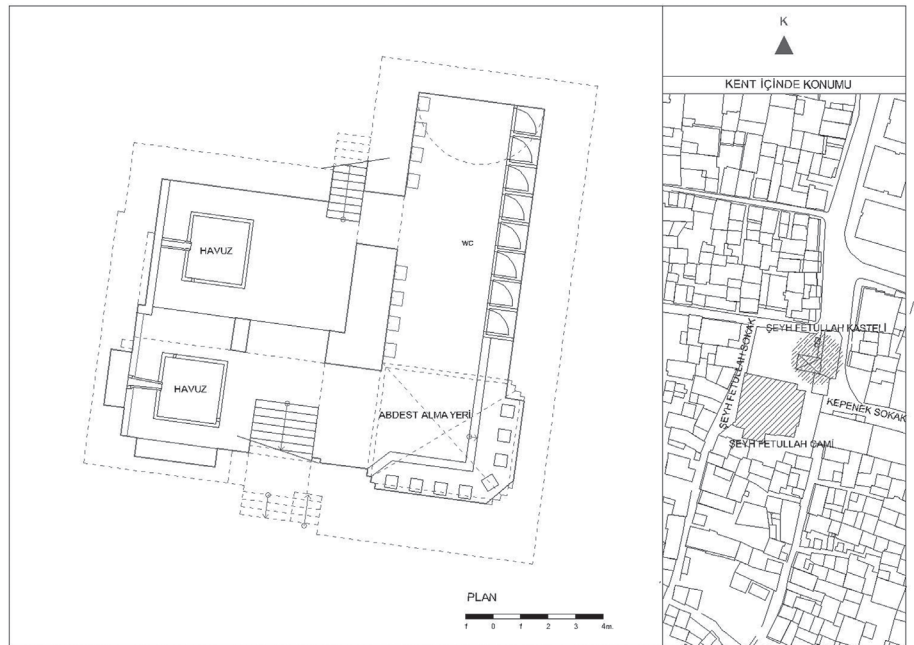 HAVUZ
WC
HAVUZ
ABDEST ALMA YERİ
PLAN
1 0 1 2 3 4m.
K
KENT İÇİNDE KONUMU
ŞEYH FETULLAH KASTELİ
ŞEYH FETULLAH SOKAK
KEPENEK SOKAK
ŞEYH FETULLAH CAMİ